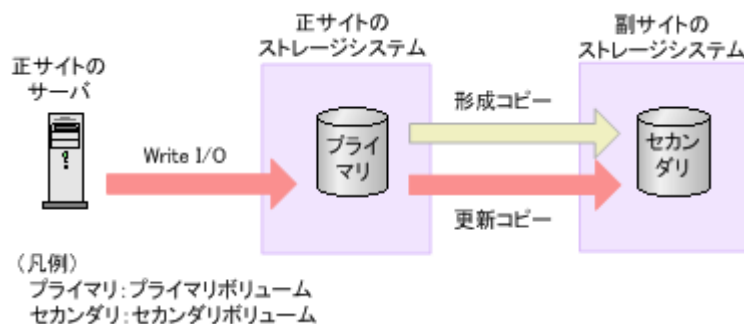 正サイトの
ストレージシステム
副サイトの
ストレージシステム
正サイトの
サーバ
Write I/O
プライ
マリ
形成コピー
更新コピー
セカン
ダリ
(凡例)
プライマリ:プライマリボリューム
セカンダリ:セカンダリボリューム